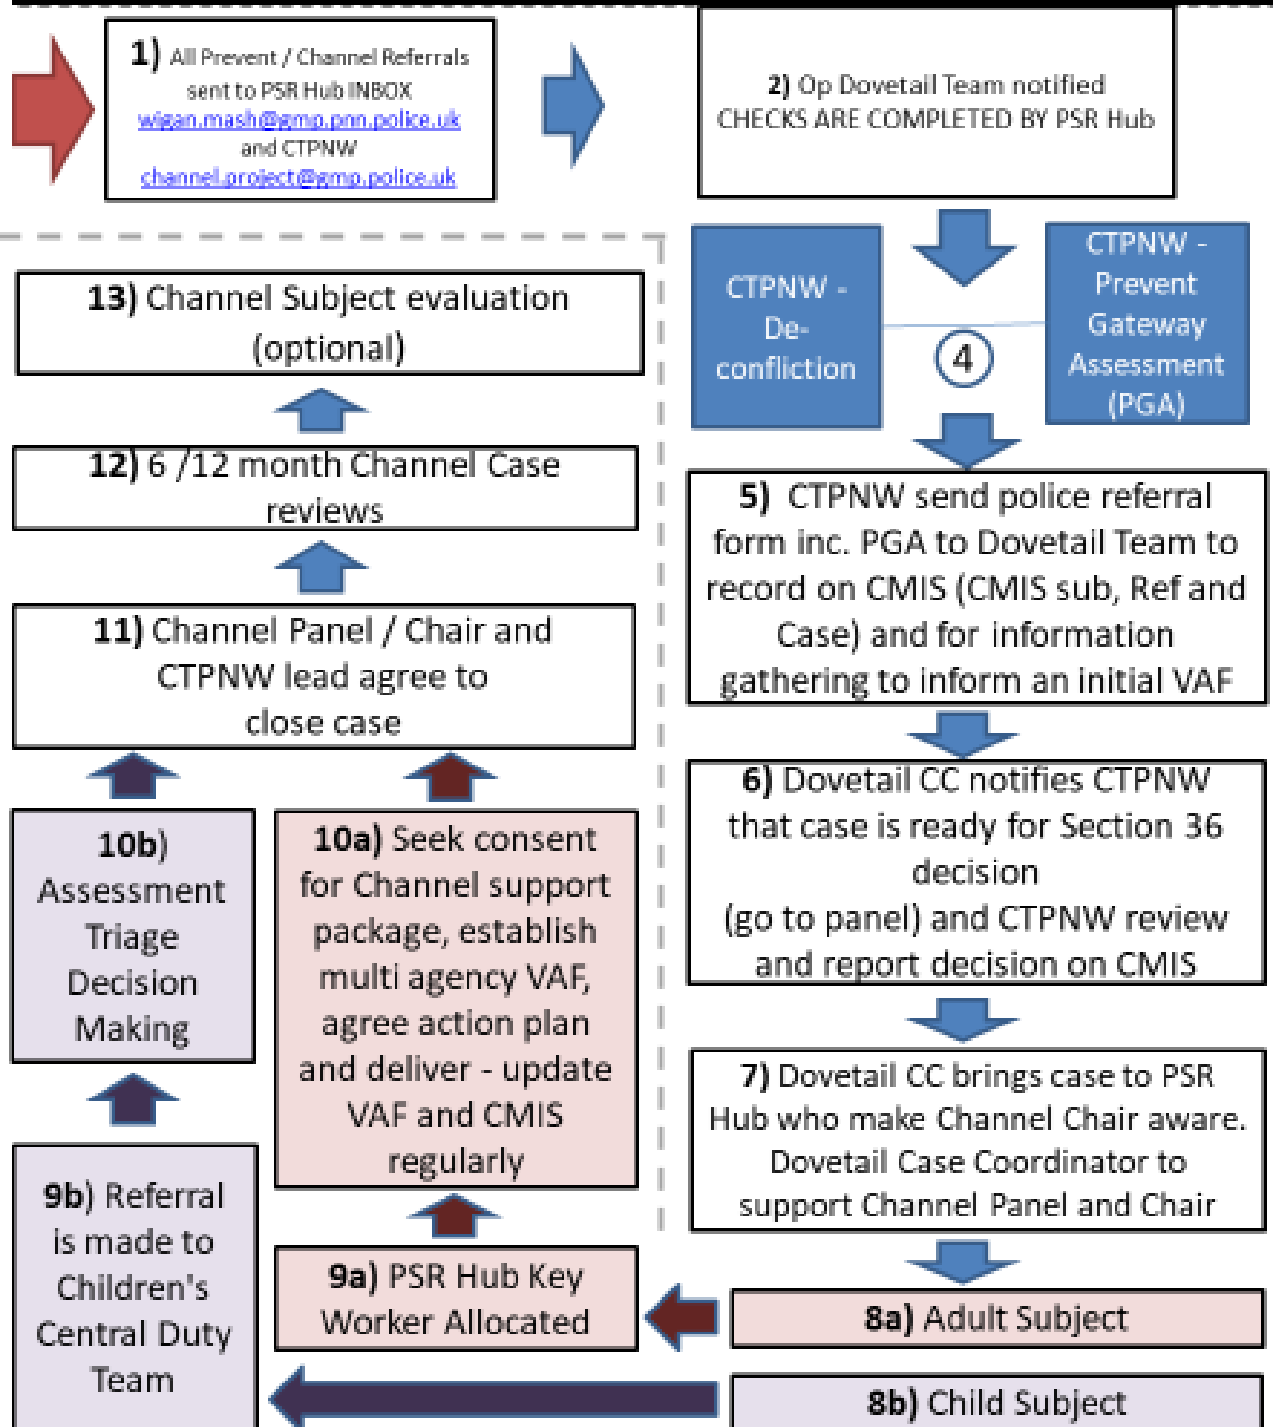 1) All Prevent / Channel Referrals
sent to PSR Hub INBOX
wigan.mash@gmp.pnn.police.uk
and CTPNW
channel.project@gmp.police.uk
2) Op Dovetail Team notified
CHECKS ARE COMPLETED BY PSR Hub
CTPNW -
De-
confliction
4
CTPNW -
Prevent
Gateway
Assessment
(PGA)
5) CTPNW send police referral
form inc. PGA to Dovetail Team to
record on CMIS (CMIS sub, Ref and
Case) and for information
gathering to inform an initial VAF
6) Dovetail CC notifies CTPNW
that case is ready for Section 36
decision
(go to panel) and CTPNW review
and report decision on CMIS
7) Dovetail CC brings case to PSR
Hub who make Channel Chair aware.
Dovetail Case Coordinator to
support Channel Panel and Chair
8a) Adult Subject
8b) Child Subject
9a) PSR Hub Key
Worker Allocated
9b) Referral
is made to
Children's
Central Duty
Team
10a) Seek consent
for Channel support
package, establish
multi agency VAF,
agree action plan
and deliver - update
VAF and CMIS
regularly
10b)
Assessment
Triage
Decision
Making
11) Channel Panel / Chair and
CTPNW lead agree to
close case
12) 6 /12 month Channel Case
reviews
13) Channel Subject evaluation
(optional)